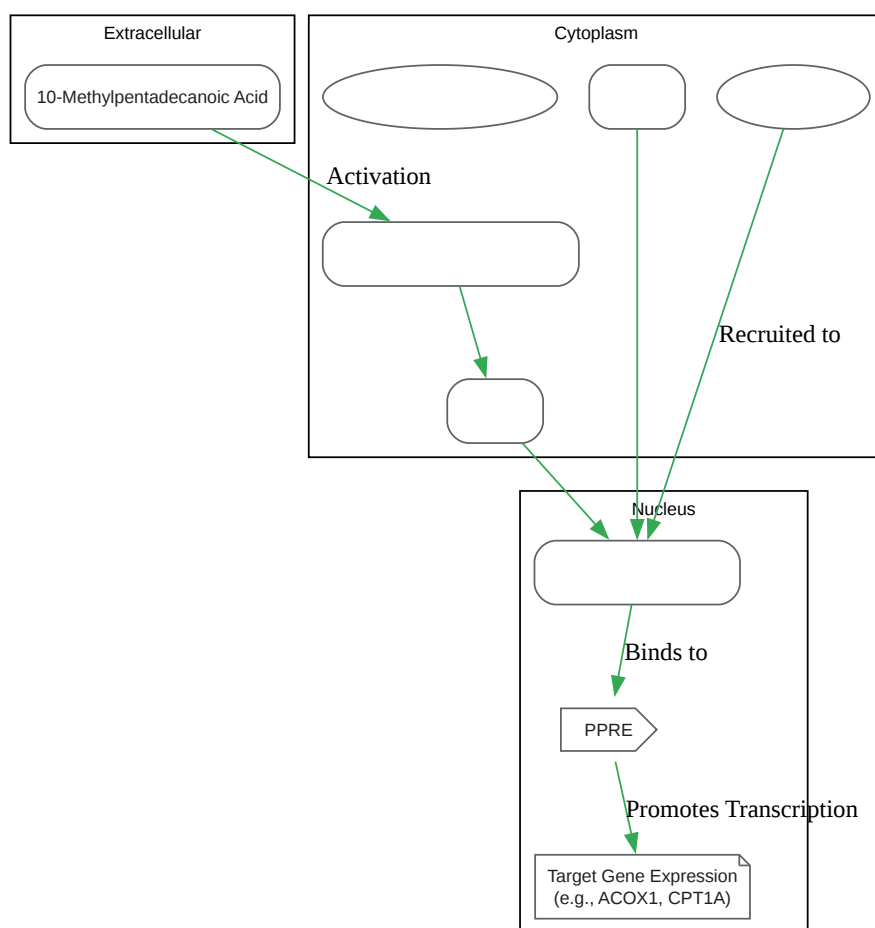 Extracellular
Cytoplasm
10-Methylpentadecanoic Acid
Activation
Recruited to
Nucleus
Binds to
PPRE
Promotes Transcription
Target Gene Expression
(e.g., ACOX1, CPT1A)